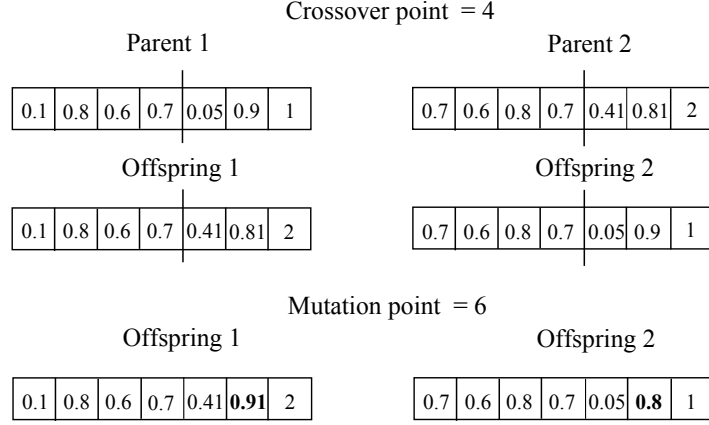 Crossover point = 4
Parent 1 Parent 2
0.1 0.8 0.6 0.7 0.05 0.9 1 0.7 0.6 0.8 0.7 0.41 0.81 2
Offspring 1 Offspring 2
0.1 0.8 0.6 0.7 0.41 0.81 2 0.7 0.6 0.8 0.7 0.05 0.9 1
Mutation point = 6
Offspring 1 Offspring 2
0.1 0.8 0.6 0.7 0.41 0.91 2 0.7 0.6 0.8 0.7 0.05 0.8 1